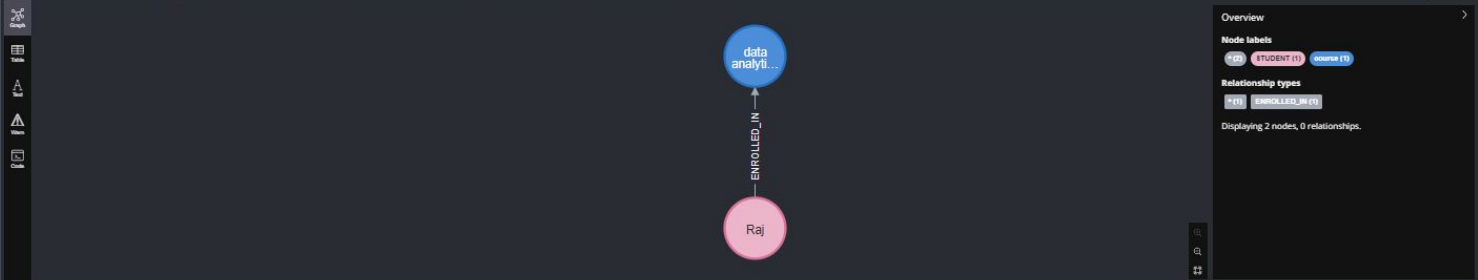 Graph
Table
Text
Warn
Code
data
analyti...
ENROLLED_IN
Raj
Overview
Node labels
* (2) STUDENT (1) course (1)
Relationship types
* (1) ENROLLED_IN (1)
Displaying 2 nodes, 0 relationships.